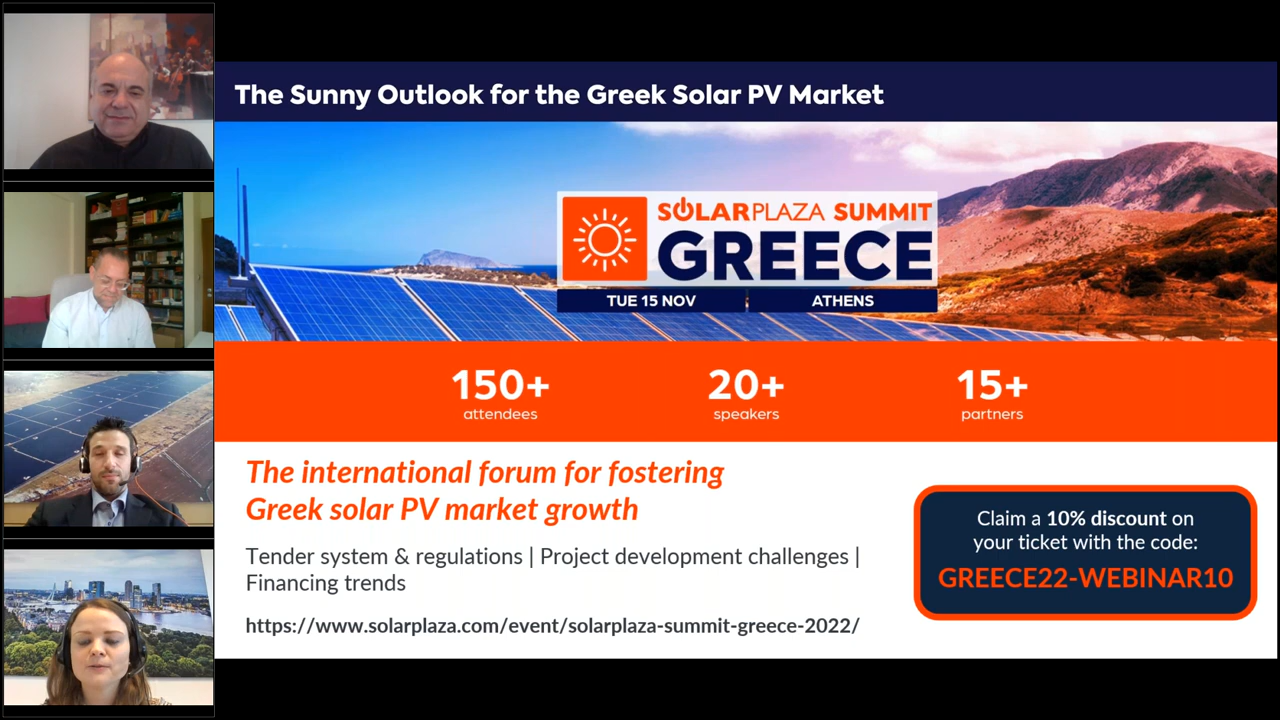 The Sunny Outlook for the Greek Solar PV Market
SOLARPLAZA SUMMIT
GREECE
TUE 15 NOV
ATHENS
150+
attendees
20+
speakers
15+
partners
The international forum for fostering
Greek solar PV market growth
Tender system & regulations | Project development challenges |
Financing trends
https://www.solarplaza.com/event/solarplaza-summit-greece-2022/
Claim a 10% discount on
your ticket with the code:
GREECE22-WEBINAR10